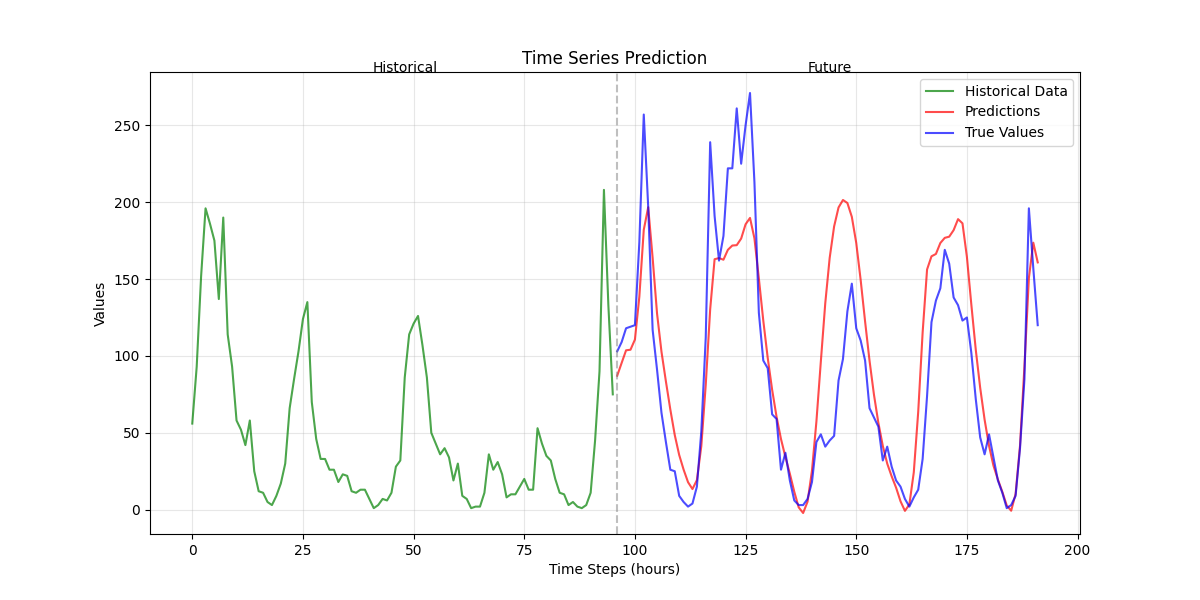 Time Series Prediction
Historical
Future
Historical Data
Predictions
True Values
Values
250
200
150
100
50
0
0 25 50 75 100 125 150 175 200
Time Steps (hours)